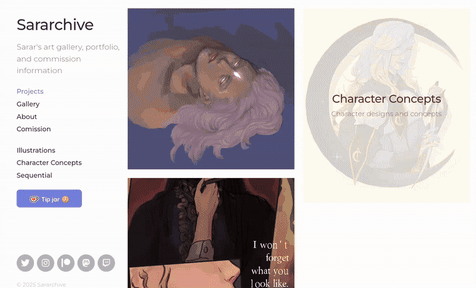 Sararchive
Sarar's art gallery, portfolio,
and commission
information
Projects
Gallery
About
Comission
Illustrations
Character Concepts
Sequential
Tip jar
© 2025 Sararchive
Character Concepts
Character designs and concepts
I won't
forget
what you
look like.